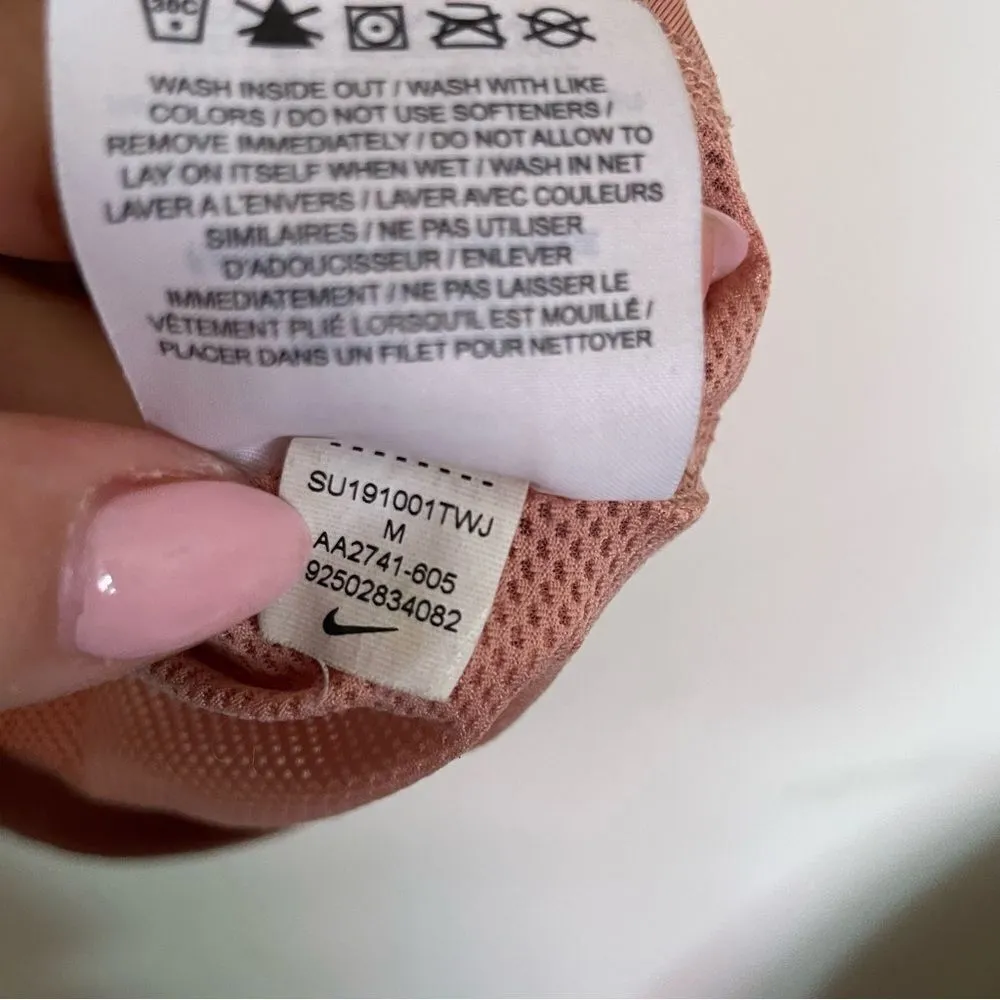 30C
WASH INSIDE OUT / WASH WITH LIKE
COLORS / DO NOT USE SOFTENERS /
REMOVE IMMEDIATELY / DO NOT ALLOW TO
LAY ON ITSELF WHEN WET / WASH IN NET
LAVER A L'ENVERS / LAVER AVEC COULEURS
SIMILAIRES / NE PAS UTILISER
D'ADOUCISSEUR / ENLEVER
IMMEDIATEMENT / NE PAS LAISSER LE
VÊTEMENT PLIÉ LORSQU'IL EST MOUILLÉ /
PLACER DANS UN FILET POUR NETTOYER
SU191001TWJ
M
AA2741-605
92502834082